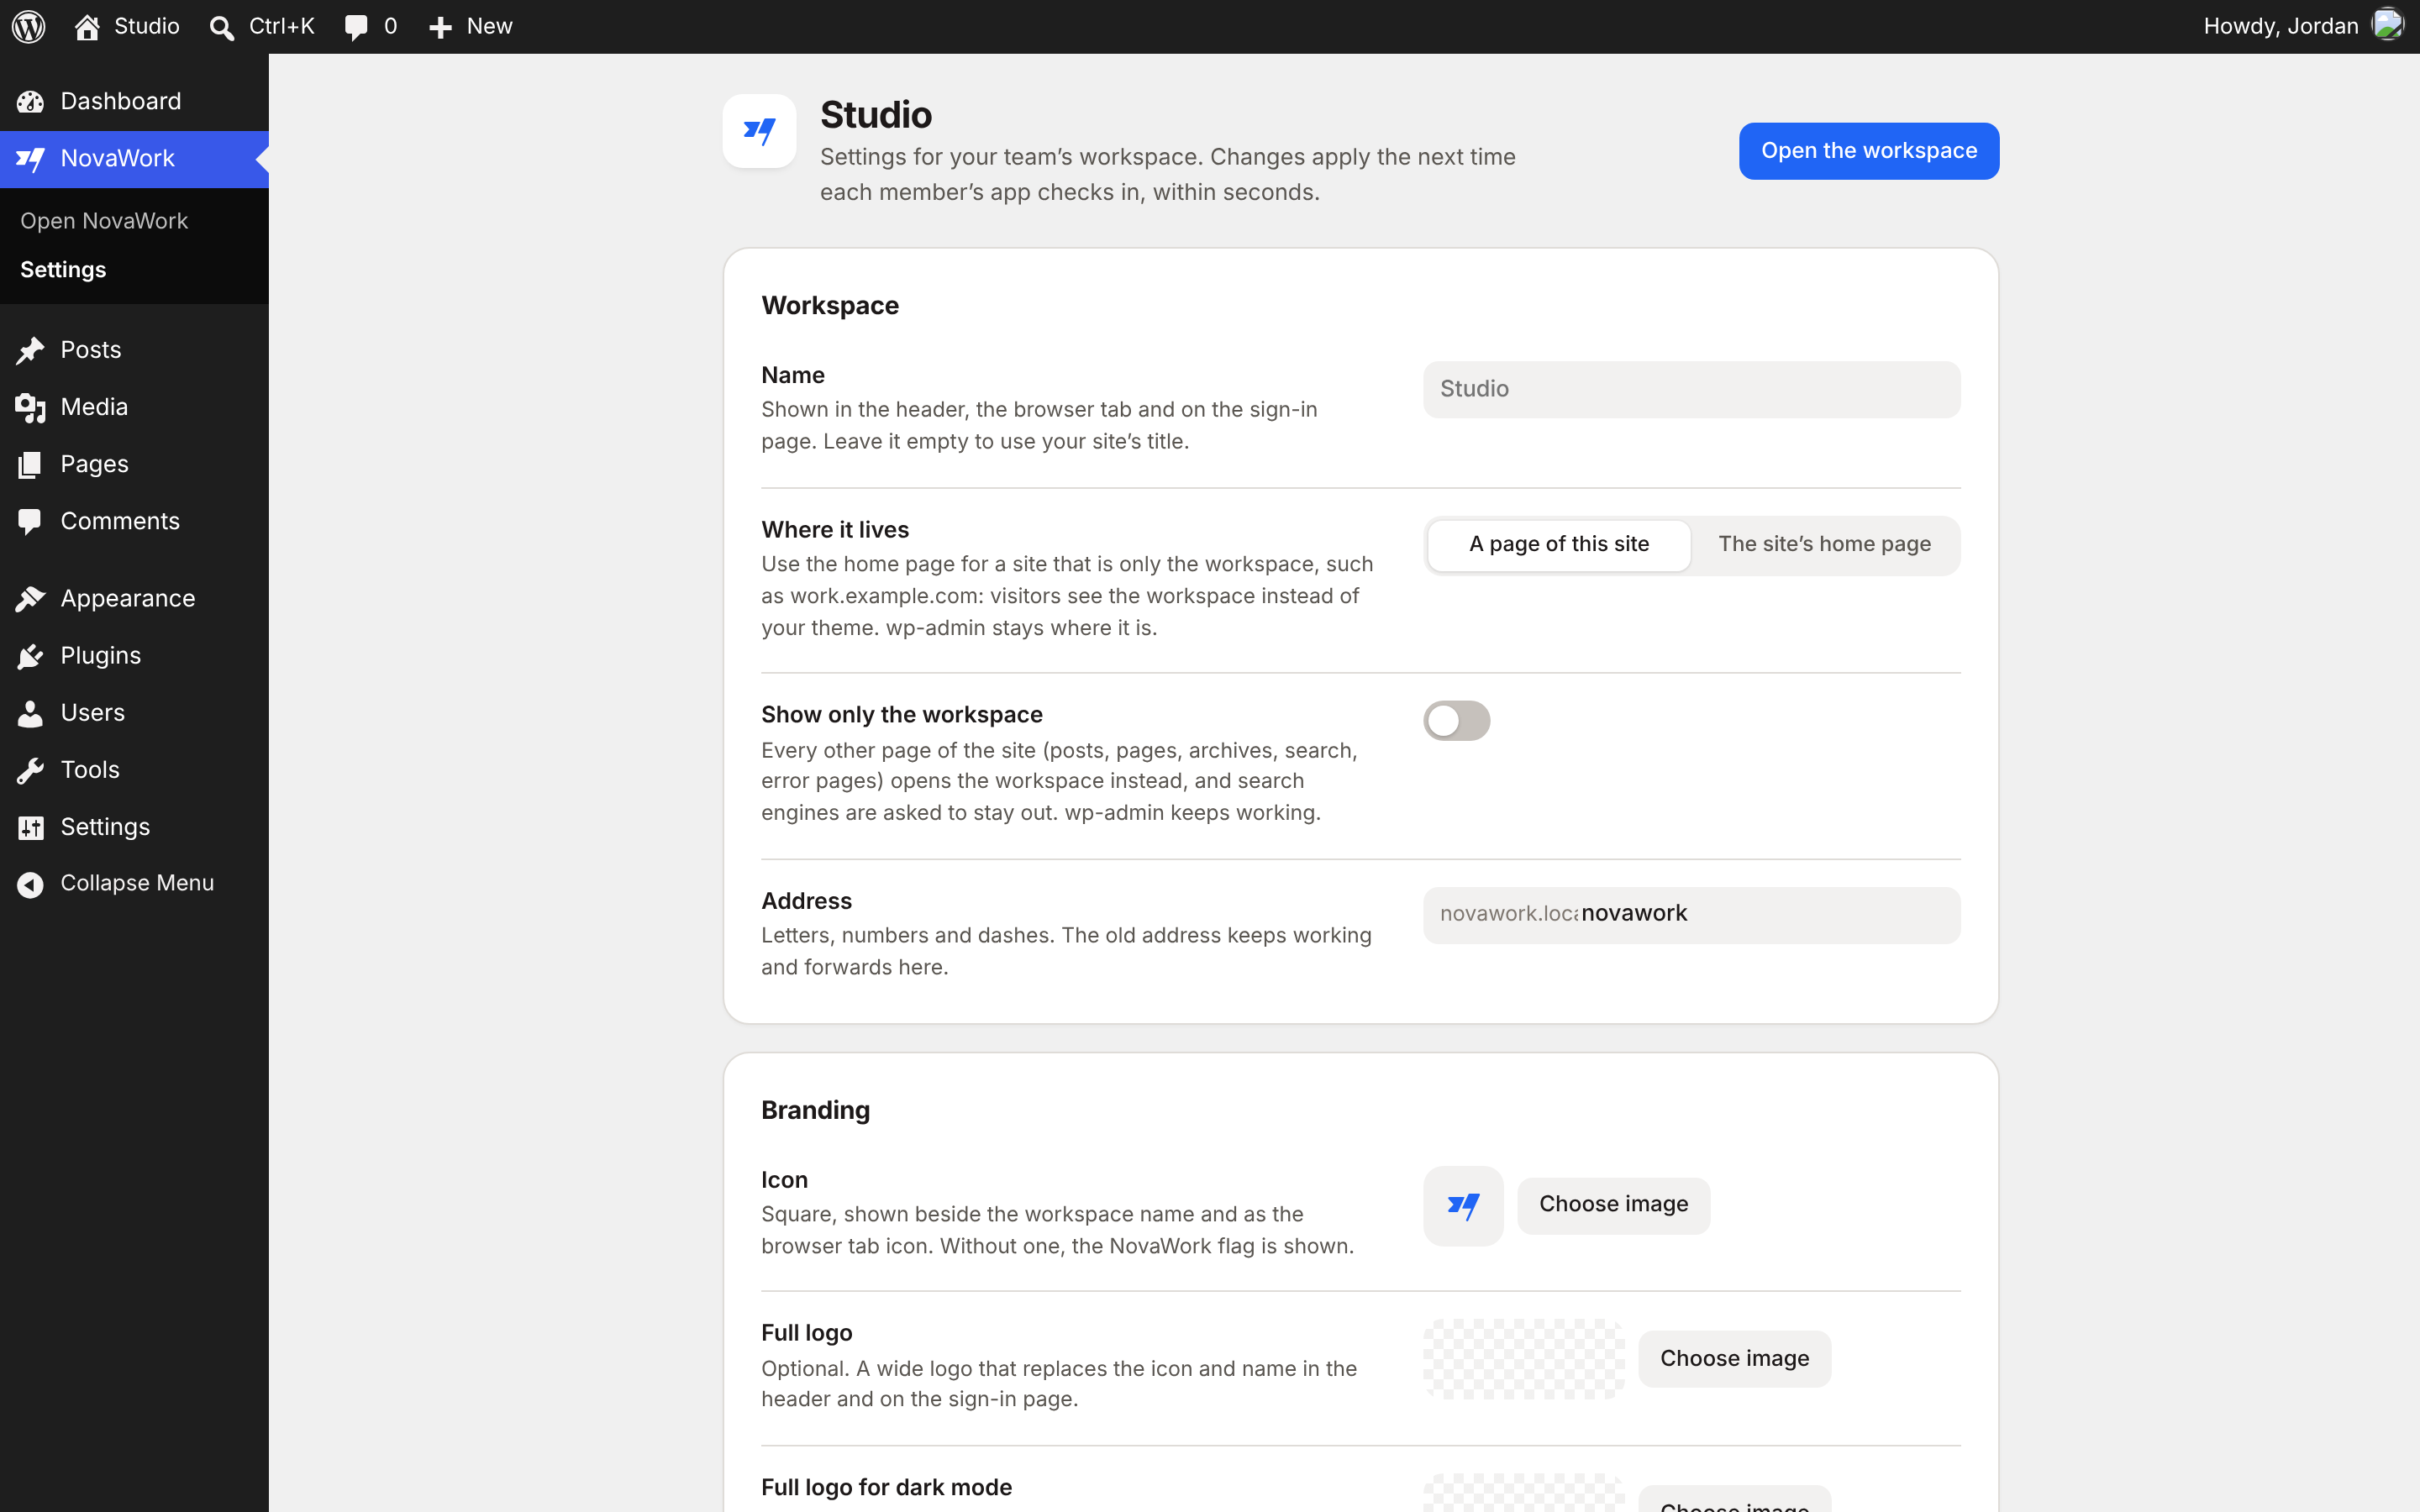 Studio
Ctrl+K
0
New
Howdy, Jordan
Dashboard
NovaWork
Open NovaWork
Settings
Posts
Media
Pages
Comments
Appearance
Plugins
Users
Tools
Settings
Collapse Menu
Studio
Settings for your team’s workspace. Changes apply the next time
each member’s app checks in, within seconds.
Open the workspace
Workspace
Name
Shown in the header, the browser tab and on the sign-in
page. Leave it empty to use your site’s title.
Studio
Where it lives
Use the home page for a site that is only the workspace, such
as work.example.com: visitors see the workspace instead of
your theme. wp-admin stays where it is.
A page of this site
The site’s home page
Show only the workspace
Every other page of the site (posts, pages, archives, search,
error pages) opens the workspace instead, and search
engines are asked to stay out. wp-admin keeps working.
Address
Letters, numbers and dashes. The old address keeps working
and forwards here.
novawork.loc
novawork
Branding
Icon
Square, shown beside the workspace name and as the
browser tab icon. Without one, the NovaWork flag is shown.
Choose image
Full logo
Optional. A wide logo that replaces the icon and name in the
header and on the sign-in page.
Choose image
Full logo for dark mode
Choose image